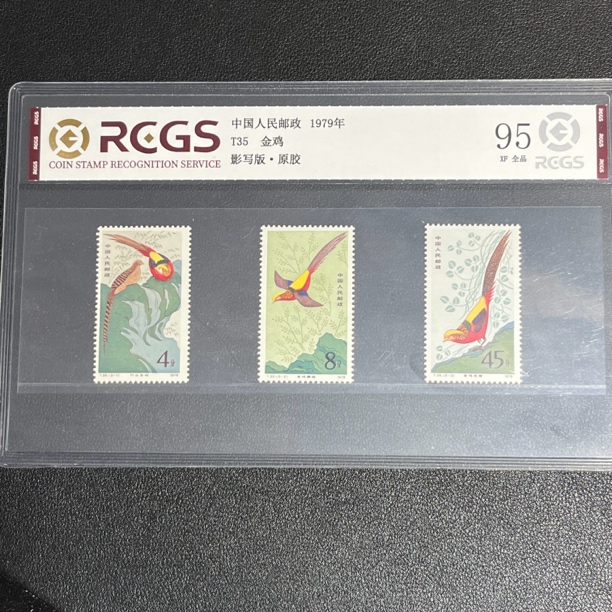 RCGS
COIN STAMP RECOGNITION SERVICE
中国人民邮政 1979年
T35 金鸡
影写版·原胶
95
XF 全品
RCGS
中国人民邮政
4分
中国人民邮政
8分
中国人民邮政
45分